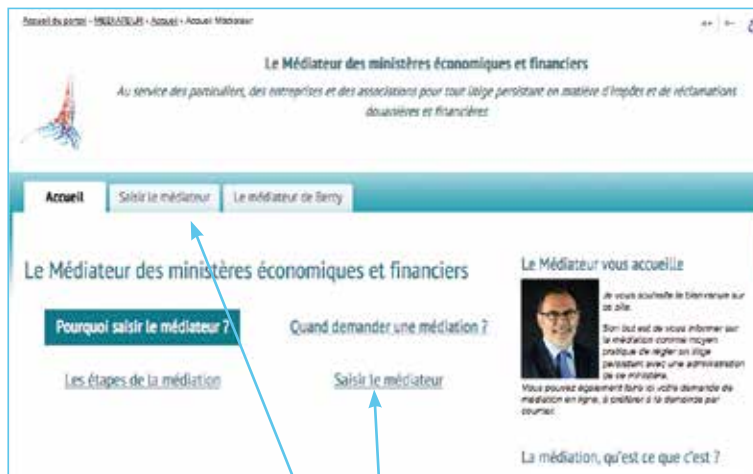 Accueil du portail - MEDIATEUR - Accueil - Accueil Médiateur
A+ A-
Le Médiateur des ministères économiques et financiers
Au service des particuliers, des entreprises et des associations pour tout litige persistant en matière d'impôts et de réclamations
douanières et financières
Accueil
Saisir le médiateur
Le médiateur de Bercy
Le Médiateur des ministères économiques et financiers
Pourquoi saisir le médiateur ?
Quand demander une médiation ?
Les étapes de la médiation
Saisir le médiateur
Le Médiateur vous accueille
Je vous souhaite la bienvenue sur
ce site.
Son but est de vous informer sur
la médiation comme moyen
pratique de régler un litige
persistant avec une administration
de ce ministère.
Vous pouvez également faire ici votre demande de
médiation en ligne, à préférer à la demande par
courrier.
La médiation, qu'est ce que c'est ?